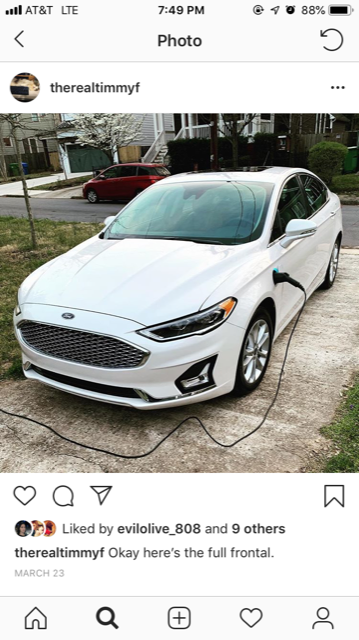 AT&T LTE 7:49 PM 88%
Photo
therealtimmyf
Ford
Liked by evilolive_808 and 9 others
therealtimmyf Okay here's the full frontal.
MARCH 23